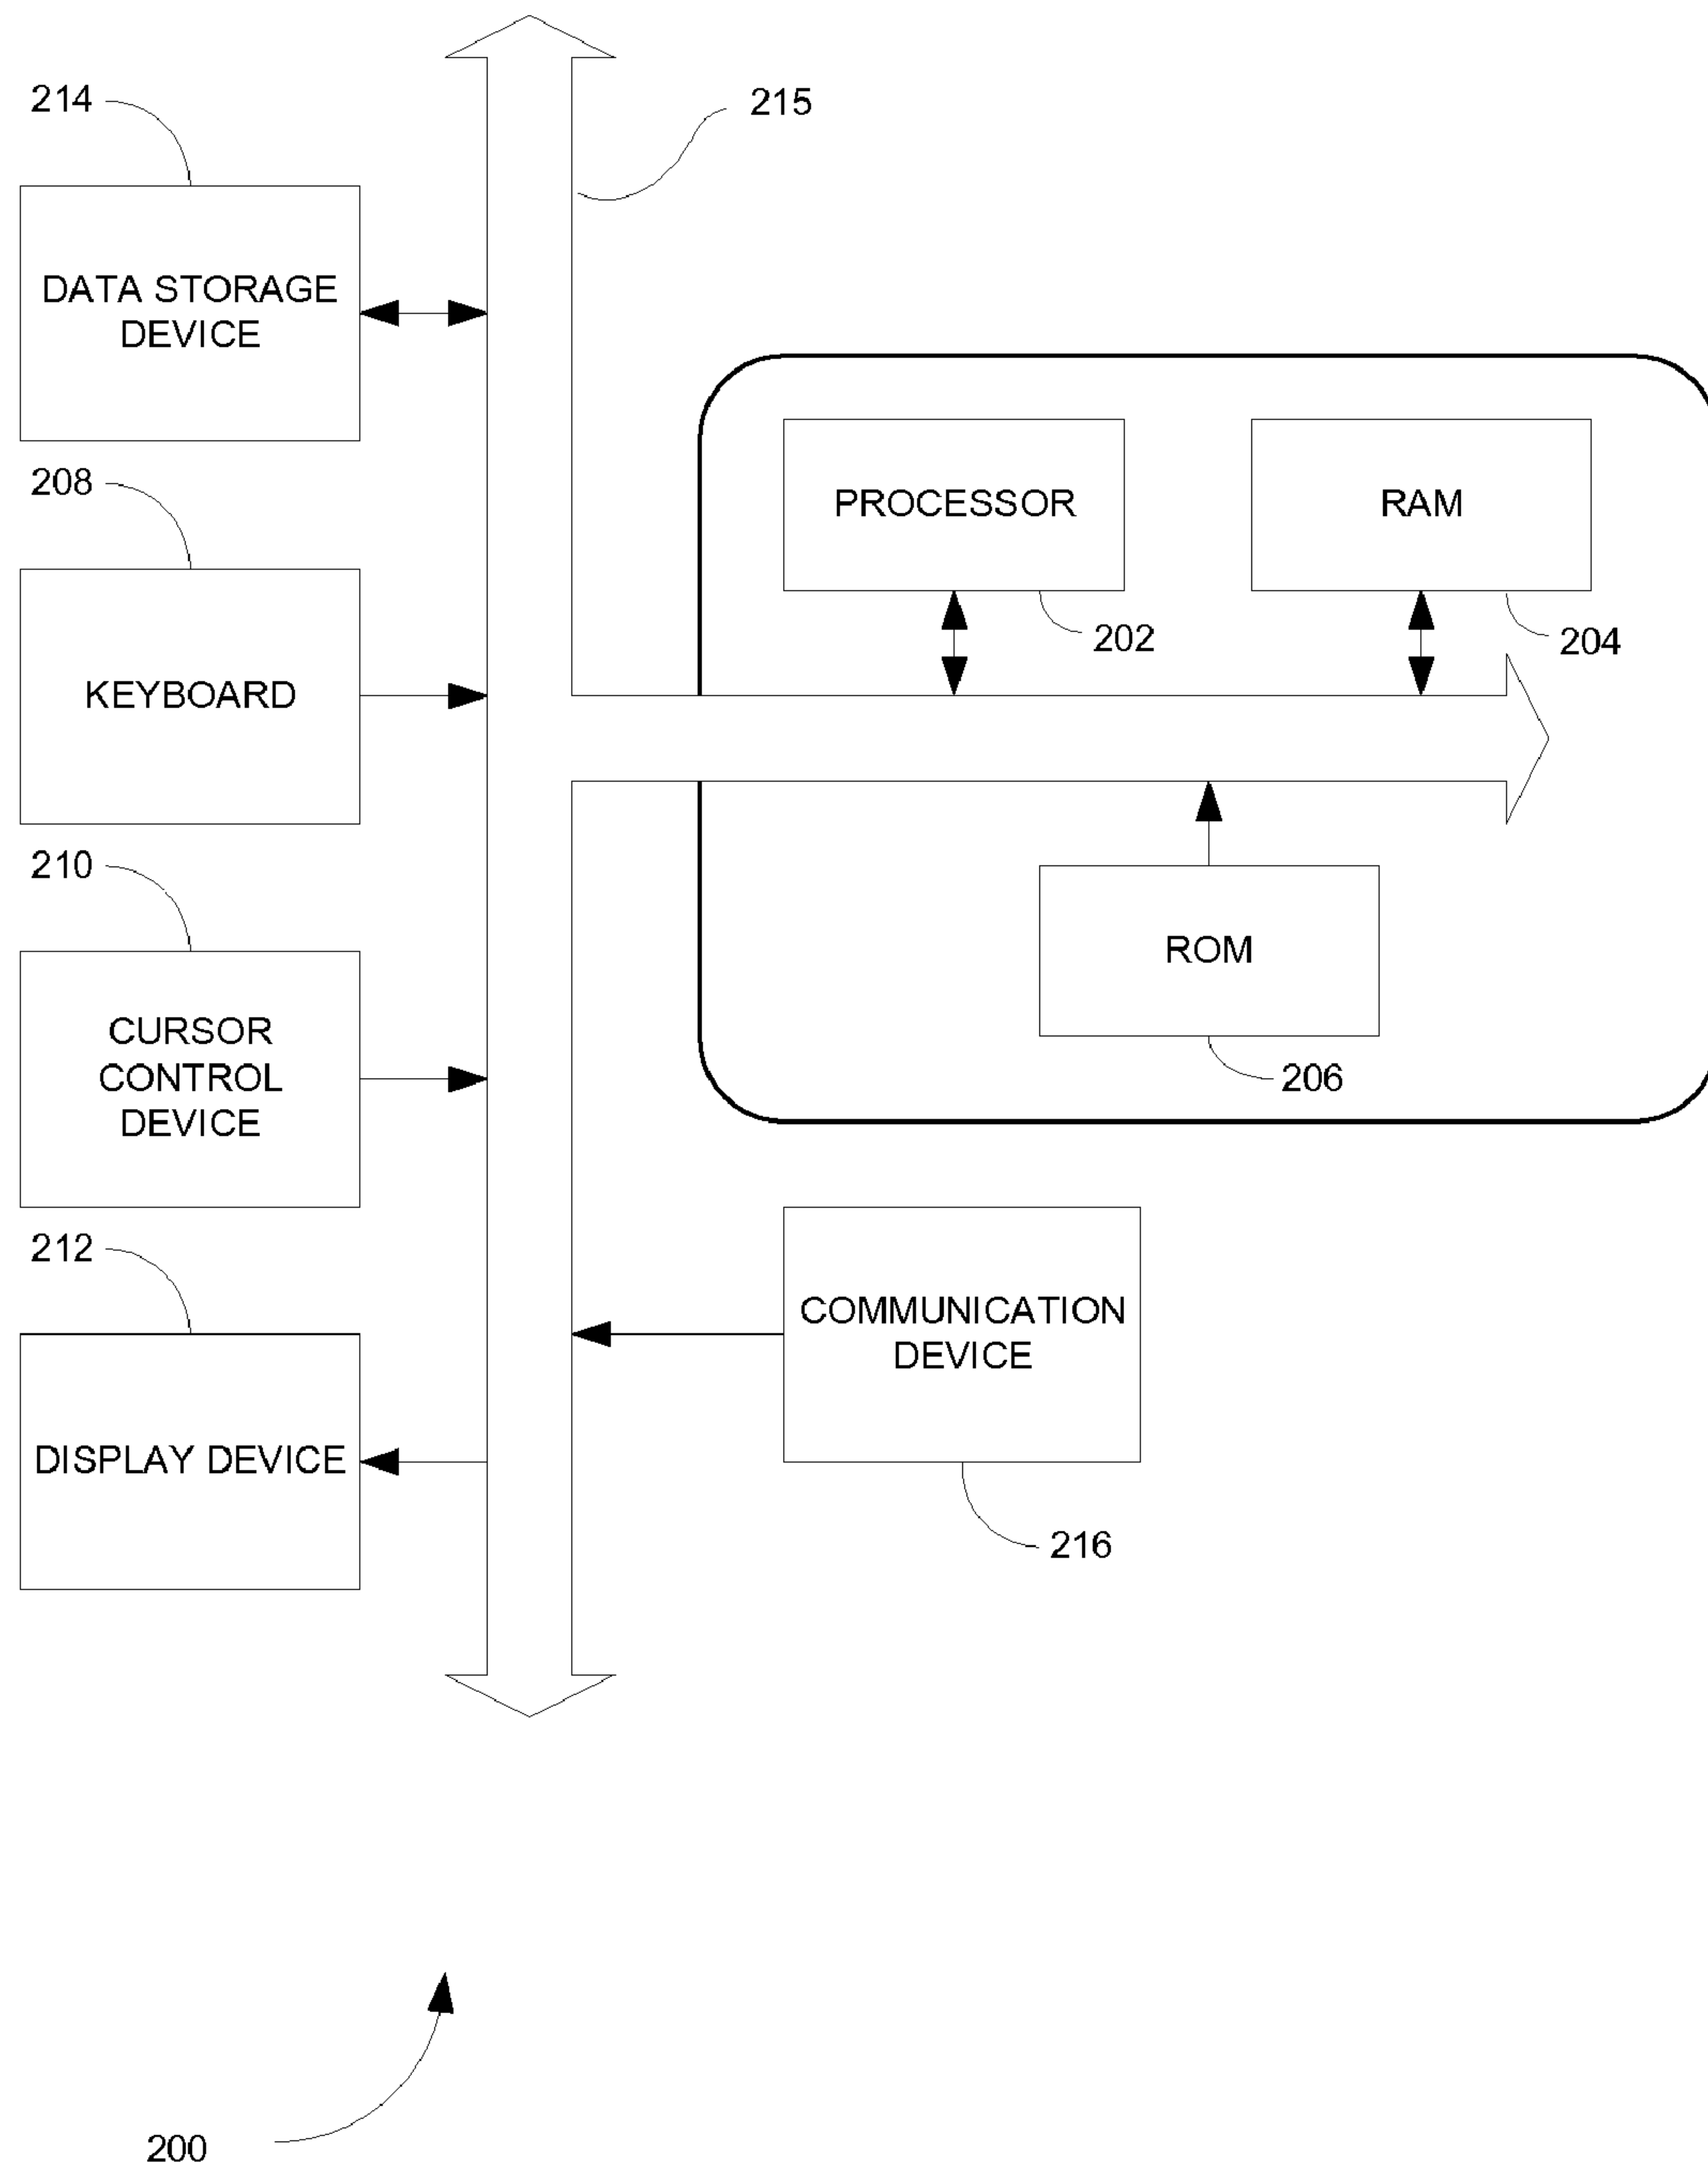 214
215
DATA STORAGE
DEVICE
208
PROCESSOR
RAM
202
204
KEYBOARD
210
ROM
CURSOR
CONTROL
DEVICE
206
212
COMMUNICATION
DEVICE
DISPLAY DEVICE
216
200